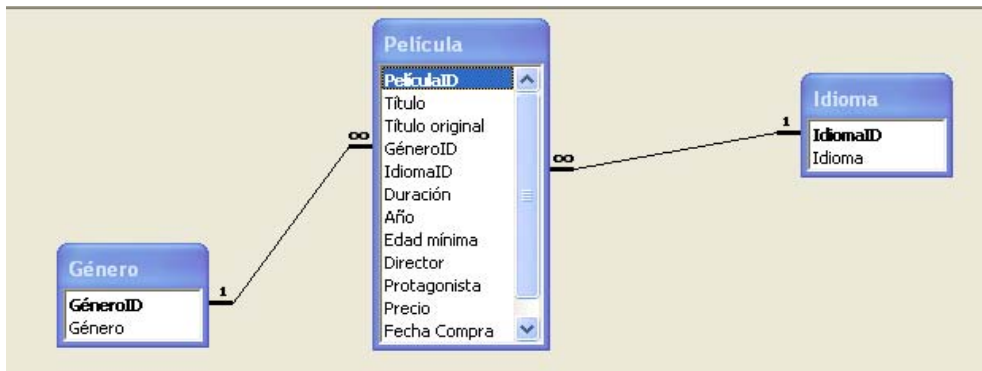 Película
PelículaID
Título
Título original
GéneroID
IdiomaID
Duración
Año
Edad mínima
Director
Protagonista
Precio
Fecha Compra
∞
∞
Idioma
1
IdiomaID
Idioma
Género
1
GéneroID
Género